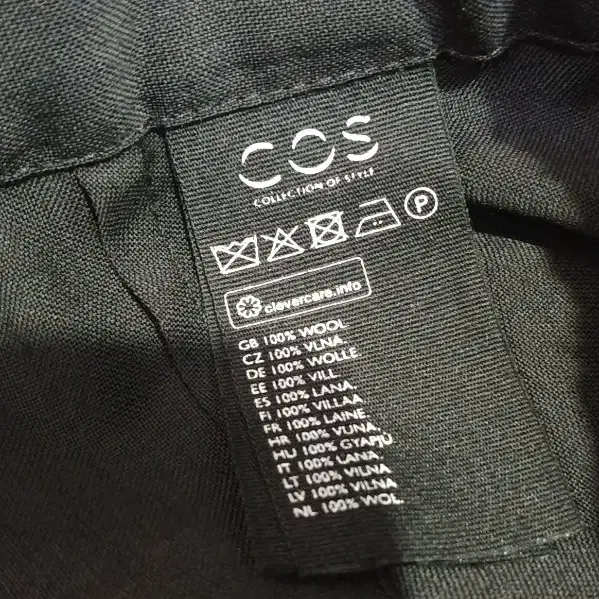 COS
COLLECTION OF STYLE
P
clevercare.info
GB 100% WOOL
CZ 100% VLNA.
DE 100% WOLLE.
EE 100% VILL.
ES 100% LANA.
FI 100% VILLAA.
FR 100% LAINE.
HR 100% VUNA.
HU 100% GYAPJÚ
IT 100% LANA.
LT 100% VILNA
LV 100% VILNA
NL 100% WOL.